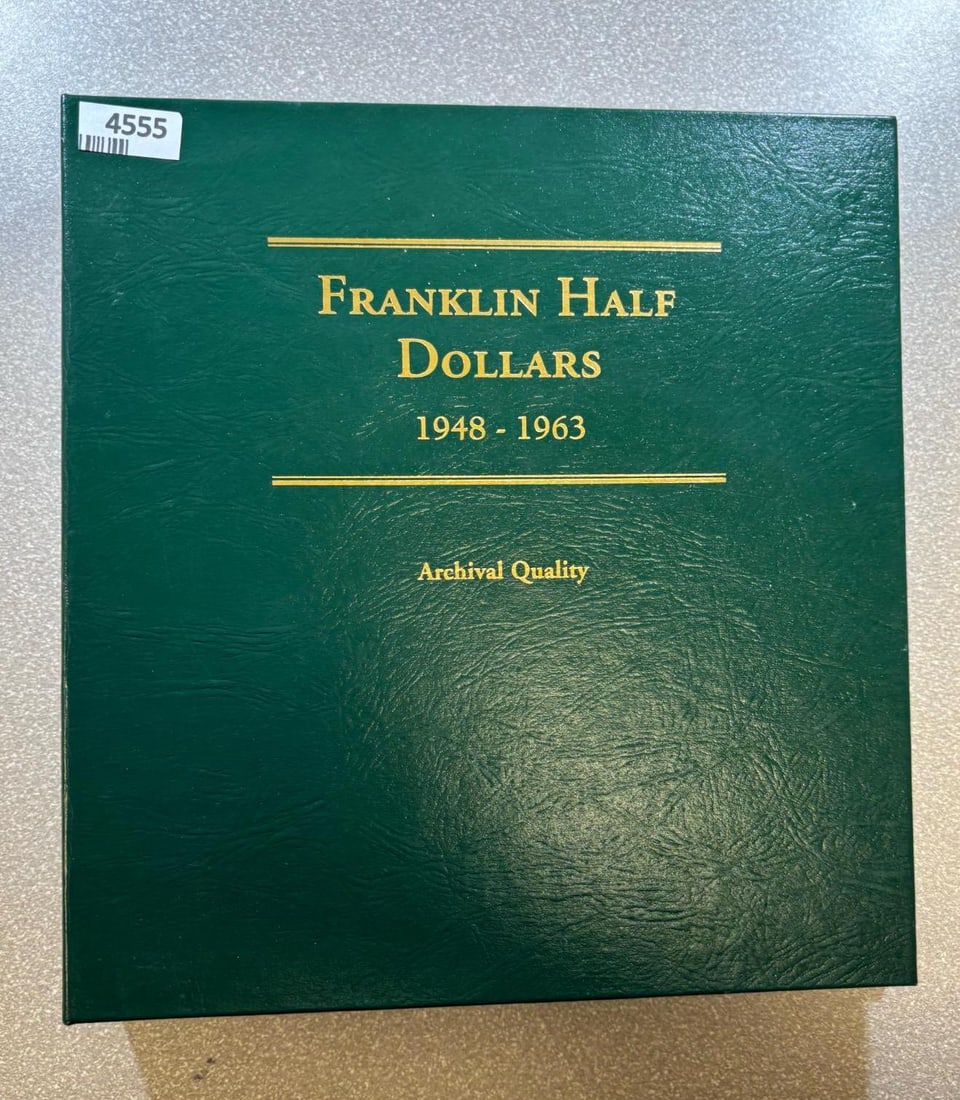 4555
Franklin Half
Dollars
1948 - 1963
Archival Quality